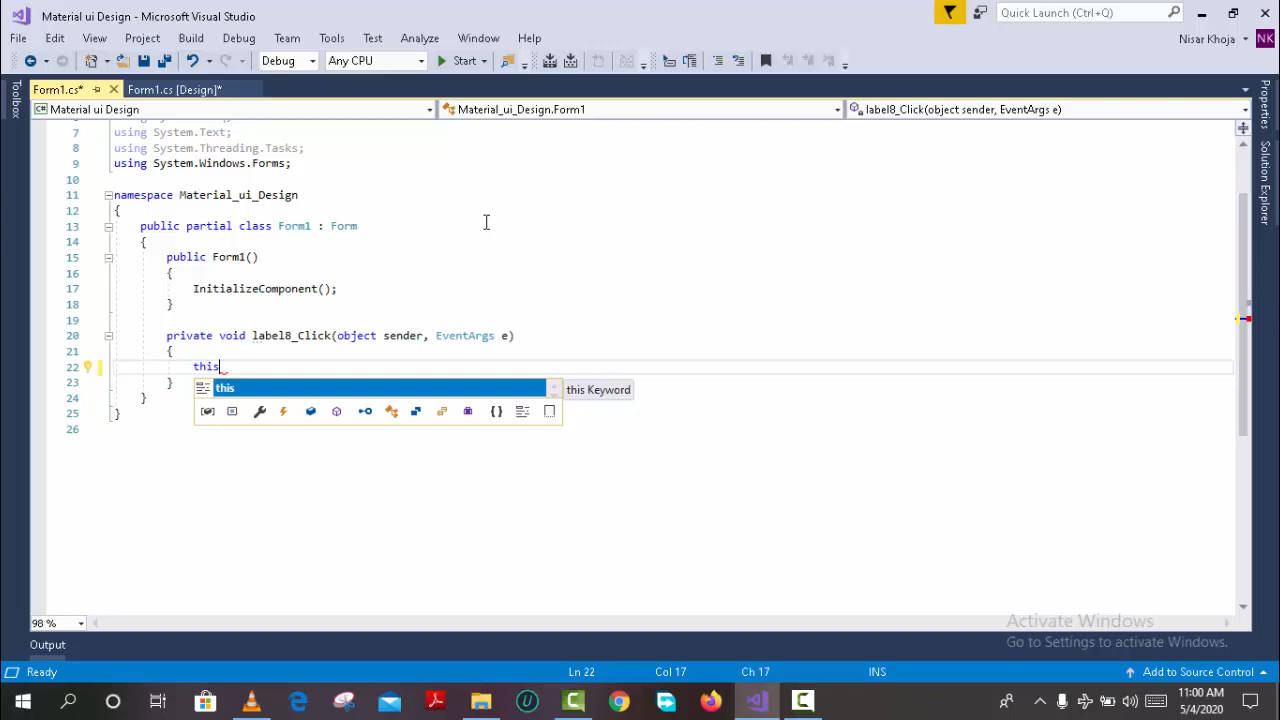 Material ui Design - Microsoft Visual Studio
Quick Launch (Ctrl+Q)
File Edit View Project Build Debug Team Tools Test Analyze Window Help
Nisar Khoja NK
Debug Any CPU Start
Form1.cs* Form1.cs [Design]*
Material ui Design Material_ui_Design.Form1 label8_Click(object sender, EventArgs e)
Toolbox
Properties
Solution Explorer
7 using System.Text;
8 using System.Threading.Tasks;
9 using System.Windows.Forms;
10
11 namespace Material_ui_Design
12 {
13 public partial class Form1 : Form
14 {
15 public Form1()
16 {
17 InitializeComponent();
18 }
19
20 private void label8_Click(object sender, EventArgs e)
21 {
22 this
23 }
this this Keyword
24 }
25 }
26
98 %
Activate Windows
Go to Settings to activate Windows.
Output
Ready Ln 22 Col 17 Ch 17 INS Add to Source Control
11:00 AM
5/4/2020